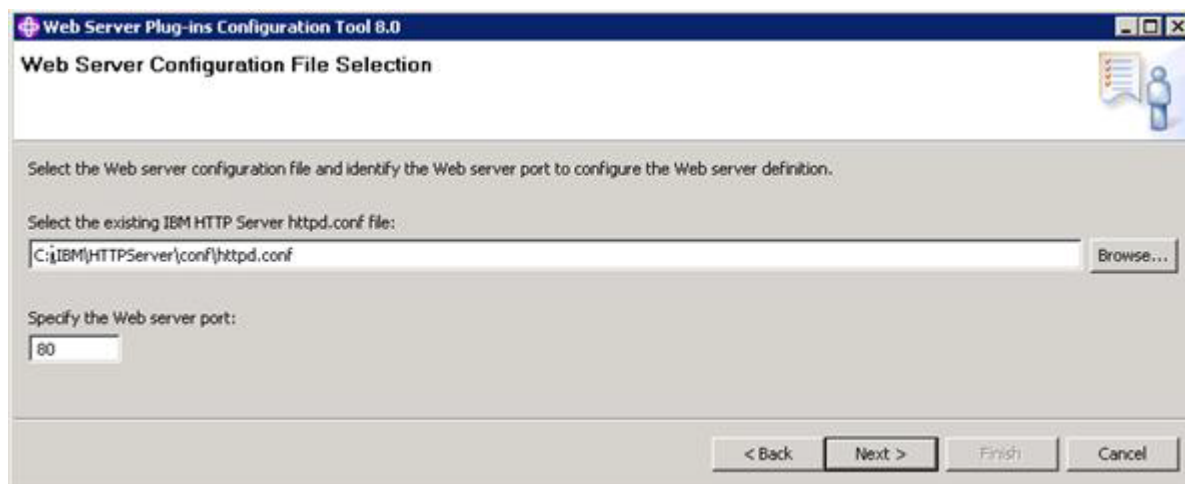 Web Server Plug-ins Configuration Tool 8.0
Web Server Configuration File Selection
Select the Web server configuration file and identify the Web server port to configure the Web server definition.
Select the existing IBM HTTP Server httpd.conf file:
C:\IBM\HTTPServer\conf\httpd.conf
Browse...
Specify the Web server port:
80
< Back
Next >
Finish
Cancel